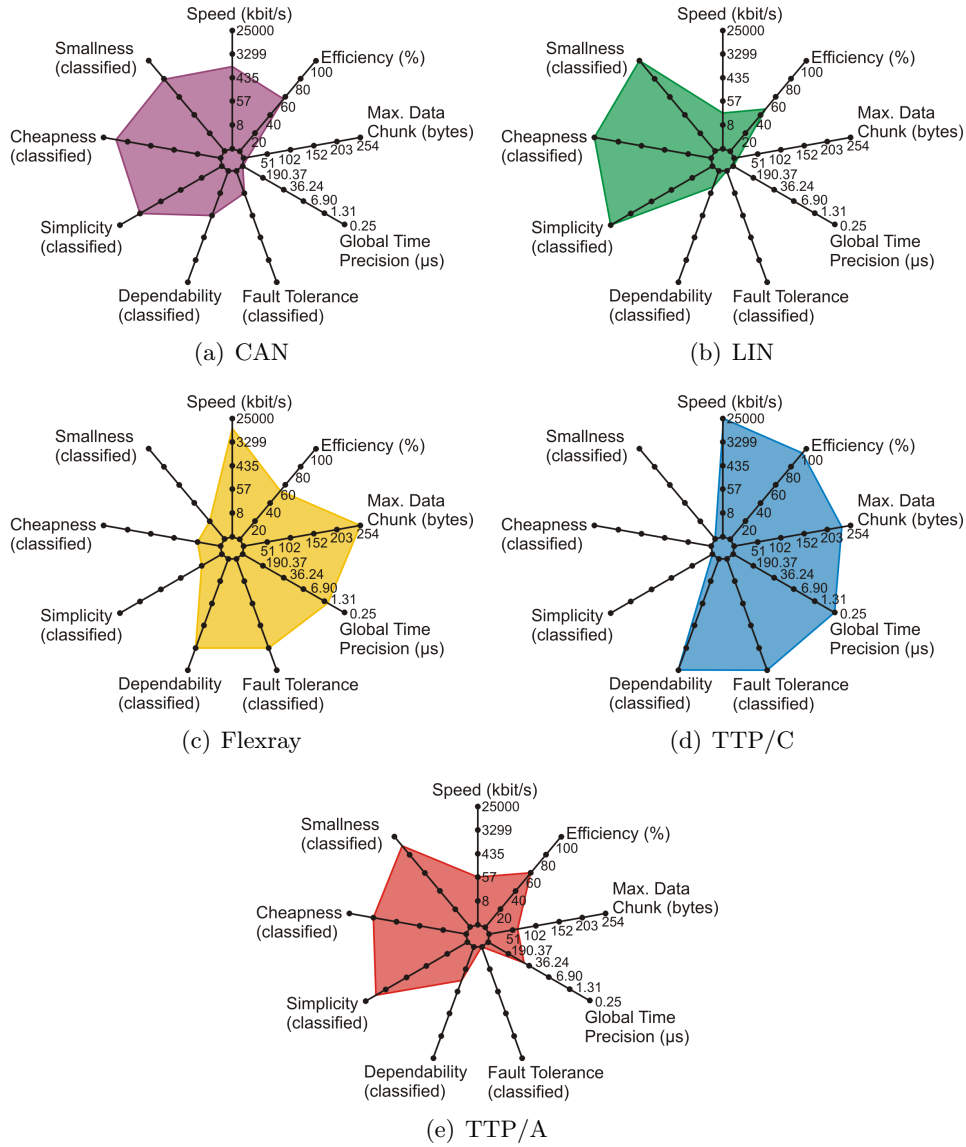 Speed (kbit/s)
25000
3299
435
57
8
Efficiency (%)
100
80
60
40
20
Max. Data
Chunk (bytes)
51 102 152 203 254
190.37
36.24
6.90
1.31
0.25
Global Time
Precision (µs)
Fault Tolerance
(classified)
Dependability
(classified)
Simplicity
(classified)
Cheapness
(classified)
Smallness
(classified)
(a) CAN
Speed (kbit/s)
25000
3299
435
57
8
Efficiency (%)
100
80
60
40
20
Max. Data
Chunk (bytes)
51 102 152 203 254
190.37
36.24
6.90
1.31
0.25
Global Time
Precision (µs)
Fault Tolerance
(classified)
Dependability
(classified)
Simplicity
(classified)
Cheapness
(classified)
Smallness
(classified)
(b) LIN
Speed (kbit/s)
25000
3299
435
57
8
Efficiency (%)
100
80
60
40
20
Max. Data
Chunk (bytes)
51 102 152 203 254
190.37
36.24
6.90
1.31
0.25
Global Time
Precision (µs)
Fault Tolerance
(classified)
Dependability
(classified)
Simplicity
(classified)
Cheapness
(classified)
Smallness
(classified)
(c) Flexray
Speed (kbit/s)
25000
3299
435
57
8
Efficiency (%)
100
80
60
40
20
Max. Data
Chunk (bytes)
51 102 152 203 254
190.37
36.24
6.90
1.31
0.25
Global Time
Precision (µs)
Fault Tolerance
(classified)
Dependability
(classified)
Simplicity
(classified)
Cheapness
(classified)
Smallness
(classified)
(d) TTP/C
Speed (kbit/s)
25000
3299
435
57
8
Efficiency (%)
100
80
60
40
20
Max. Data
Chunk (bytes)
51 102 152 203 254
190.37
36.24
6.90
1.31
0.25
Global Time
Precision (µs)
Fault Tolerance
(classified)
Dependability
(classified)
Simplicity
(classified)
Cheapness
(classified)
Smallness
(classified)
(e) TTP/A